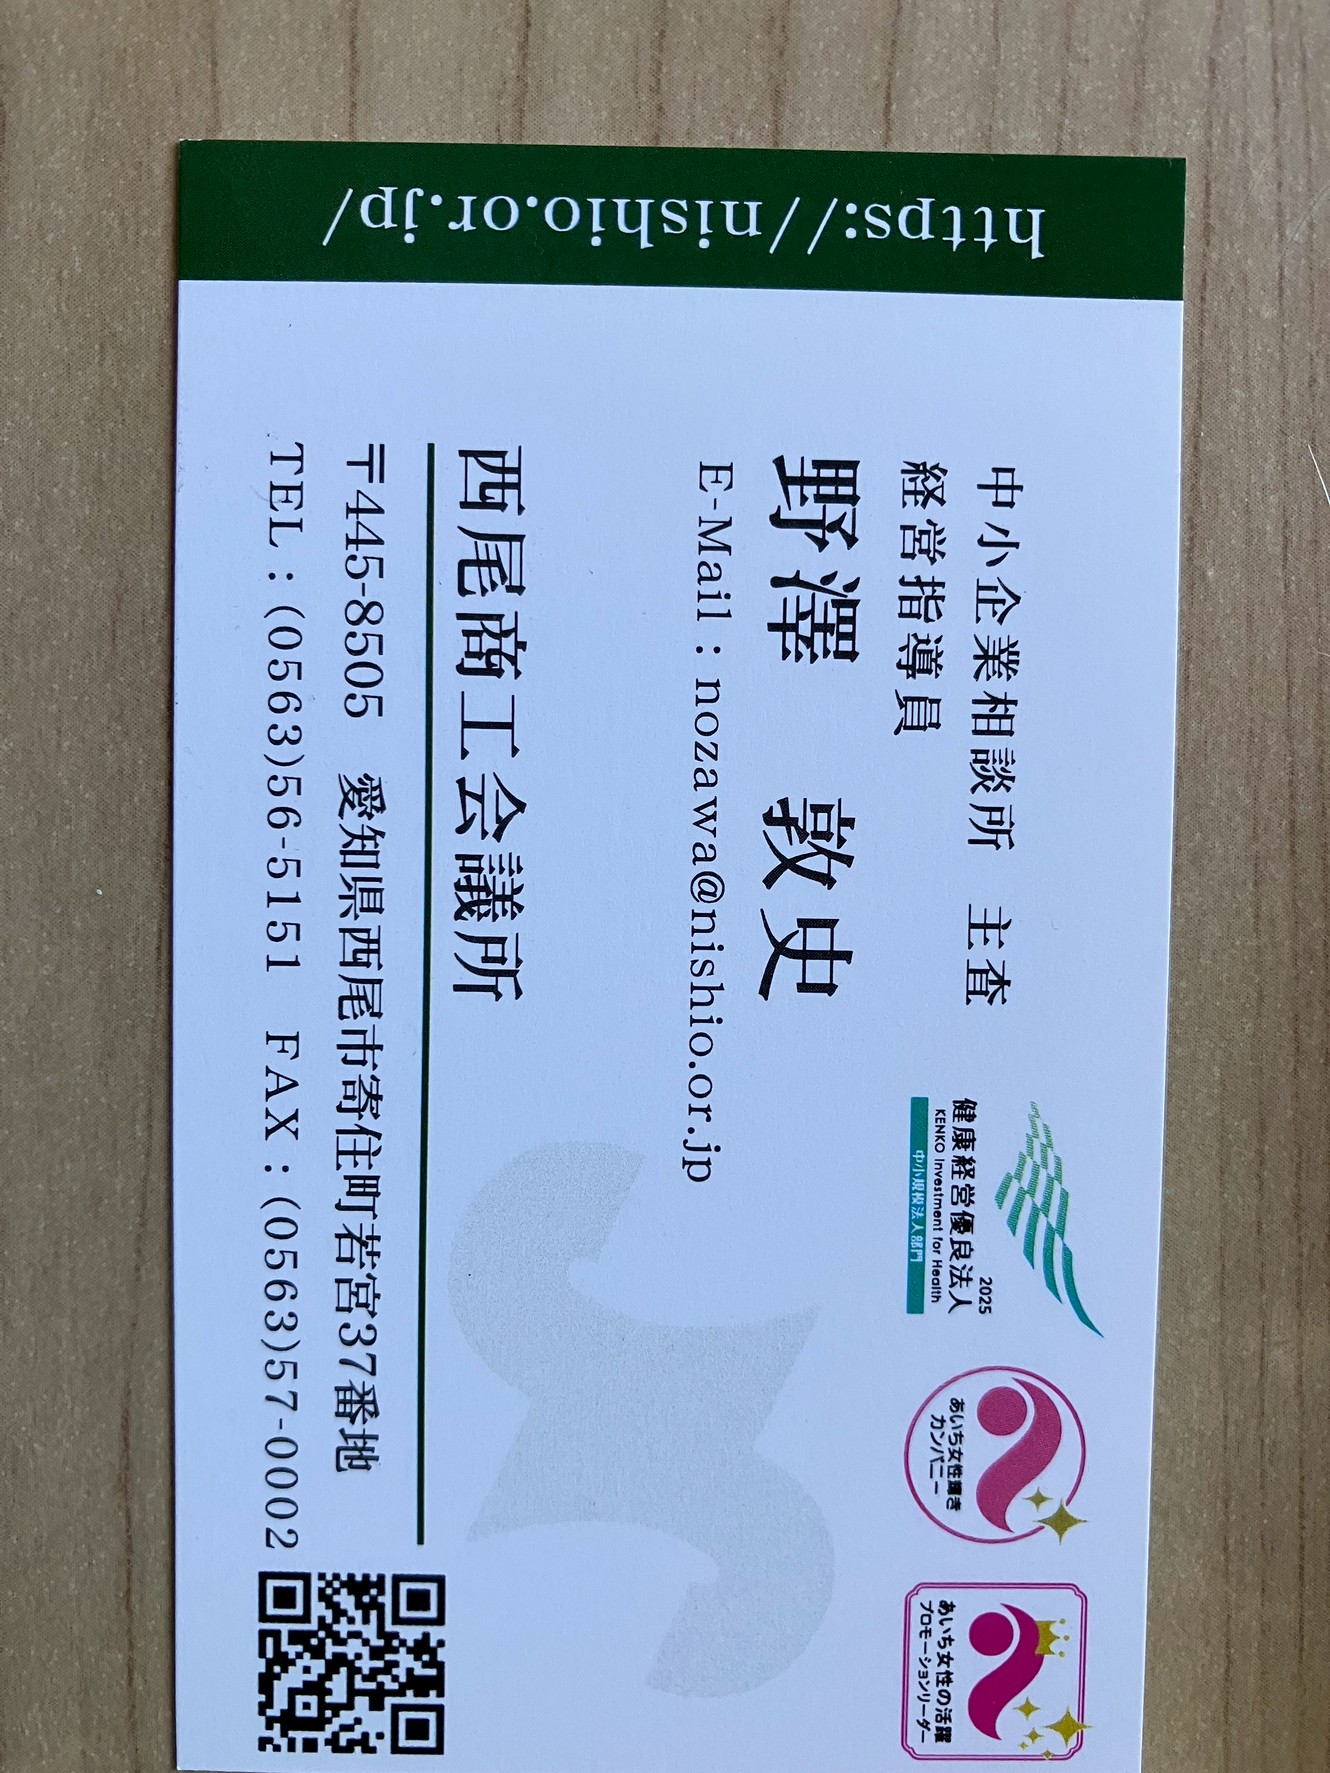 https://nishio.or.jp/
中小企業相談所 主査
経営指導員
野澤 敦史
E-Mail：nozawa@nishio.or.jp
2025
健康経営優良法人
KENKO Investment for Health
中小規模法人部門
あいち女性輝き
カンパニー
あいち女性の活躍
プロモーションリーダー
西尾商工会議所
〒445-8505 愛知県西尾市寄住町若宮37番地
TEL：(0563)56-5151 FAX：(0563)57-0002